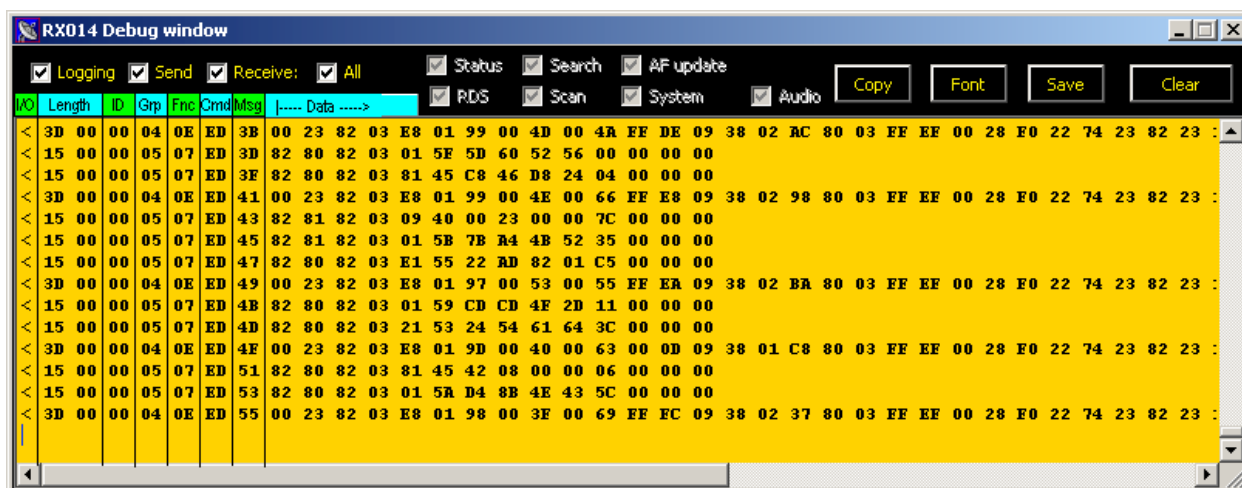 RX014 Debug window
Logging Send Receive: All Status Search AF update Copy Font Save Clear
RDS Scan System Audio
I/O Length ID Grp Fnc Cmd Msg |----- Data ----->
< 3D 00 00 04 0E ED 3B 00 23 82 03 E8 01 99 00 4D 00 4A FF DE 09 38 02 AC 80 03 FF EF 00 28 F0 22 74 23 82 23
< 15 00 00 05 07 ED 3D 82 80 82 03 01 5F 5D 60 52 56 00 00 00 00
< 15 00 00 05 07 ED 3F 82 80 82 03 81 45 C8 46 D8 24 04 00 00 00
< 3D 00 00 04 0E ED 41 00 23 82 03 E8 01 99 00 4E 00 66 FF E8 09 38 02 98 80 03 FF EF 00 28 F0 22 74 23 82 23
< 15 00 00 05 07 ED 43 82 81 82 03 09 40 00 23 00 00 7C 00 00 00
< 15 00 00 05 07 ED 45 82 81 82 03 01 5B 7B A4 4B 52 35 00 00 00
< 15 00 00 05 07 ED 47 82 80 82 03 E1 55 22 AD 82 01 C5 00 00 00
< 3D 00 00 04 0E ED 49 00 23 82 03 E8 01 97 00 53 00 55 FF EA 09 38 02 BA 80 03 FF EF 00 28 F0 22 74 23 82 23
< 15 00 00 05 07 ED 4B 82 80 82 03 01 59 CD CD 4F 2D 11 00 00 00
< 15 00 00 05 07 ED 4D 82 80 82 03 21 53 24 54 61 64 3C 00 00 00
< 3D 00 00 04 0E ED 4F 00 23 82 03 E8 01 9D 00 40 00 63 00 0D 09 38 01 C8 80 03 FF EF 00 28 F0 22 74 23 82 23
< 15 00 00 05 07 ED 51 82 80 82 03 81 45 42 08 00 00 06 00 00 00
< 15 00 00 05 07 ED 53 82 80 82 03 01 5A D4 8B 4E 43 5C 00 00 00
< 3D 00 00 04 0E ED 55 00 23 82 03 E8 01 98 00 3F 00 69 FF FC 09 38 02 37 80 03 FF EF 00 28 F0 22 74 23 82 23